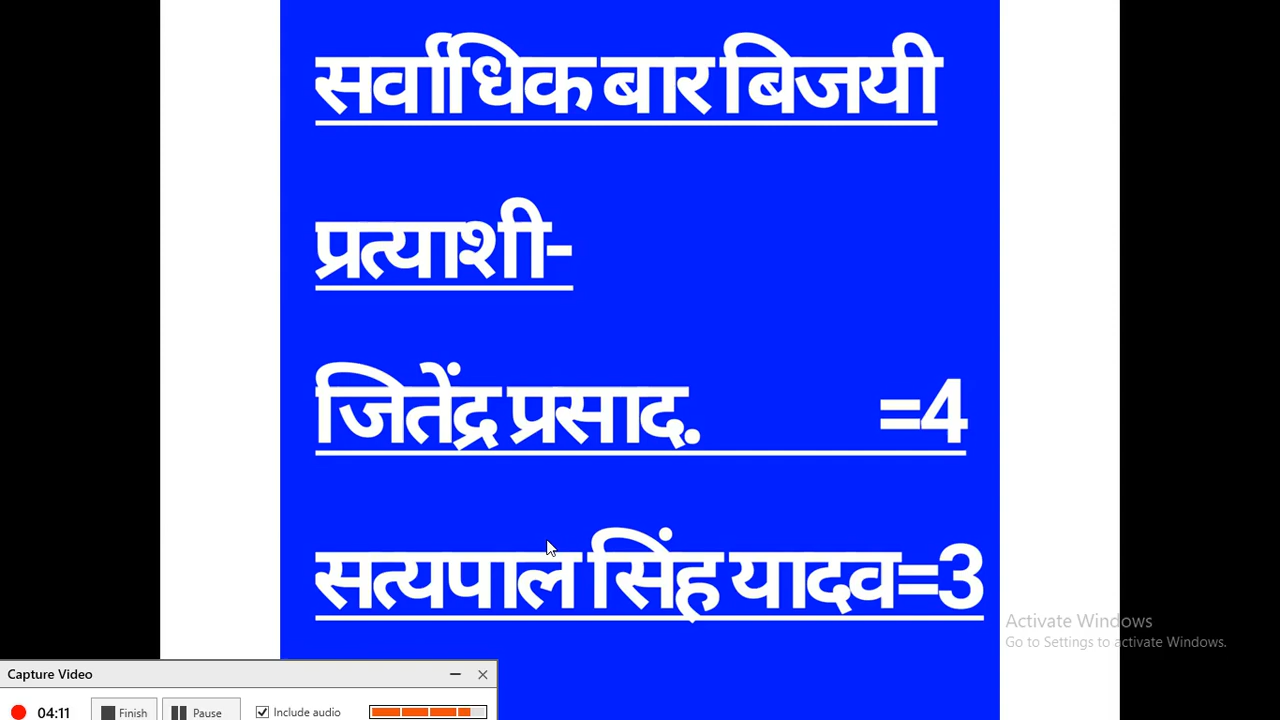 सर्वाधिक बार बिजयी
प्रत्याशी-
जितेंद्र प्रसाद. =4
सत्यपाल सिंह यादव=3
Activate Windows
Go to Settings to activate Windows.
Capture Video
04:11 Finish Pause Include audio